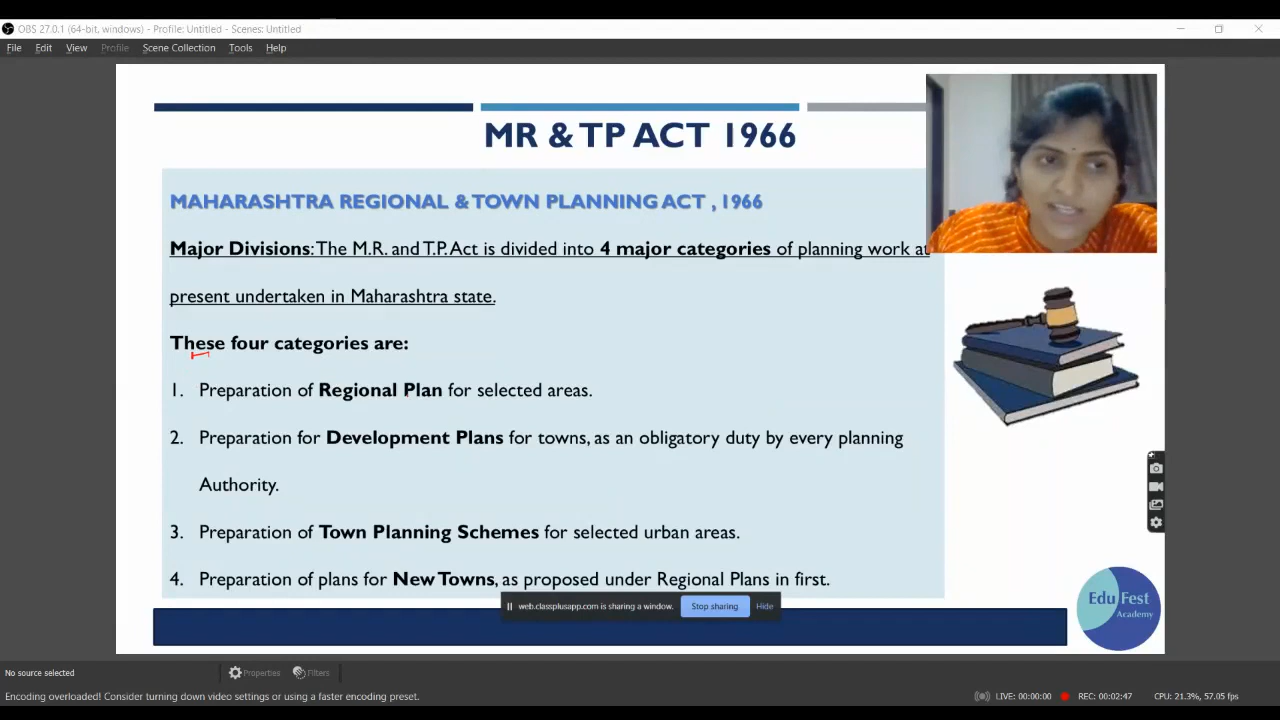 OBS 27.0.1 (64-bit, windows) - Profile: Untitled - Scenes: Untitled
File Edit View Profile Scene Collection Tools Help
MR & TP ACT 1966
MAHARASHTRA REGIONAL & TOWN PLANNING ACT , 1966
Major Divisions: The M.R. and T.P. Act is divided into 4 major categories of planning work at
present undertaken in Maharashtra state.
These four categories are:
1. Preparation of Regional Plan for selected areas.
2. Preparation for Development Plans for towns, as an obligatory duty by every planning
Authority.
3. Preparation of Town Planning Schemes for selected urban areas.
4. Preparation of plans for New Towns, as proposed under Regional Plans in first.
web.classplusapp.com is sharing a window. Stop sharing Hide
Edu Fest
Academy
No source selected Properties Filters
Encoding overloaded! Consider turning down video settings or using a faster encoding preset. LIVE: 00:00:00 REC: 00:02:47 CPU: 21.3%, 57.05 fps